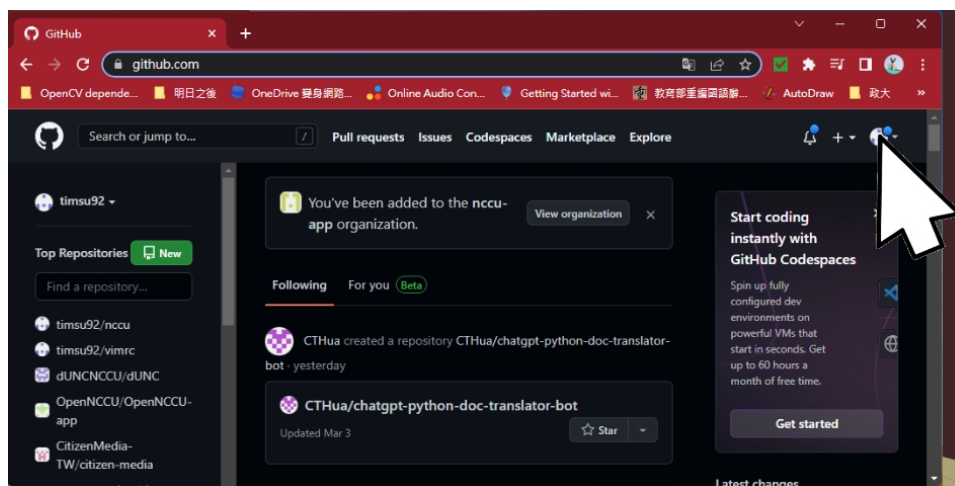 GitHub
github.com
OpenCV depende...
明日之後
OneDrive 變身網路...
Online Audio Con...
Getting Started wi...
教育部重編國語辭...
AutoDraw
政大
»
Search or jump to...
/
Pull requests
Issues
Codespaces
Marketplace
Explore
timsu92
Top Repositories
New
Find a repository...
timsu92/nccu
timsu92/vimrc
dUNCNCCU/dUNC
OpenNCCU/OpenNCCU-
app
CitizenMedia-
TW/citizen-media
You've been added to the nccu-
app organization.
View organization
Following
For you
Beta
CTHua created a repository CTHua/chatgpt-python-doc-translator-
bot · yesterday
CTHua/chatgpt-python-doc-translator-bot
Updated Mar 3
Star
Start coding
instantly with
GitHub Codespaces
Spin up fully
configured dev
environments on
powerful VMs that
start in seconds. Get
up to 60 hours a
month of free time.
Get started
Latest changes